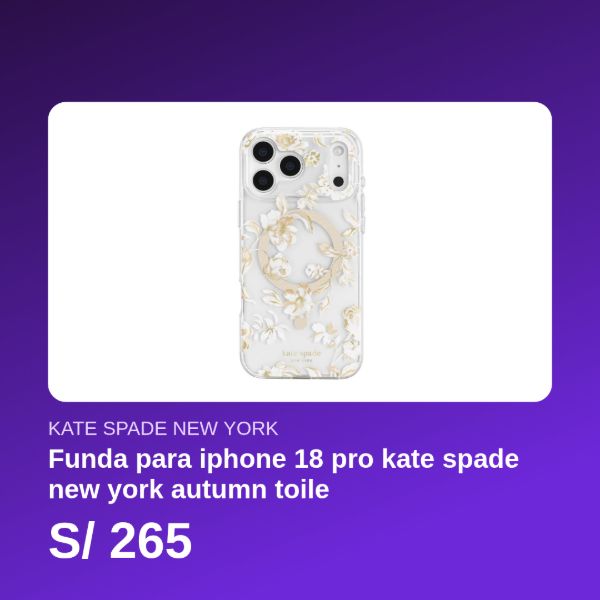 kate spade
NEW YORK
KATE SPADE NEW YORK
Funda para iphone 18 pro kate spade
new york autumn toile
S/ 265